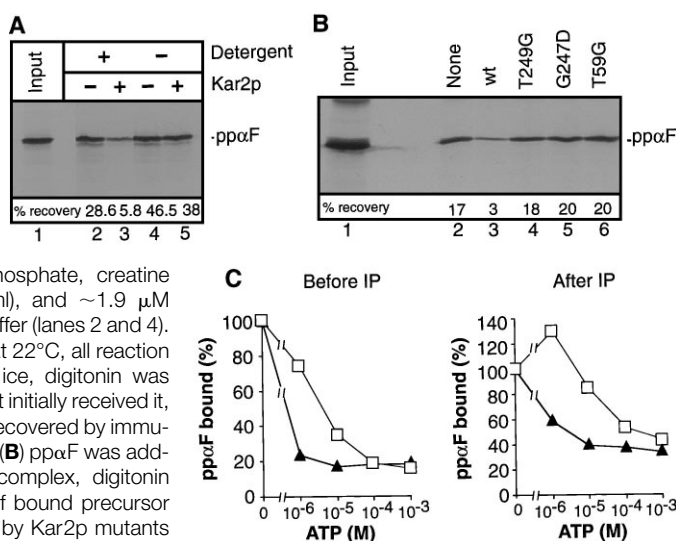 A
Input
+ –
Detergent
– + – +
Kar2p
-ppαF
% recovery 28.6 5.8 46.5 38
1 2 3 4 5
B
Input
None
wt
T249G
G247D
T59G
-ppαF
% recovery 17 3 18 20 20
1 2 3 4 5 6
osphate, creatine
nl), and ~1.9 μM
uffer (lanes 2 and 4).
at 22°C, all reaction
ice, digitonin was
t initially received it,
ecovered by immu-
(B) ppαF was add-
complex, digitonin
f bound precursor
by Kar2p mutants
C
Before IP
ppαF bound (%)
100
80
60
40
20
0
0 10⁻⁶ 10⁻⁵ 10⁻⁴ 10⁻³
ATP (M)
After IP
ppαF bound (%)
140
120
100
80
60
40
20
0
0 10⁻⁶ 10⁻⁵ 10⁻⁴ 10⁻³
ATP (M)